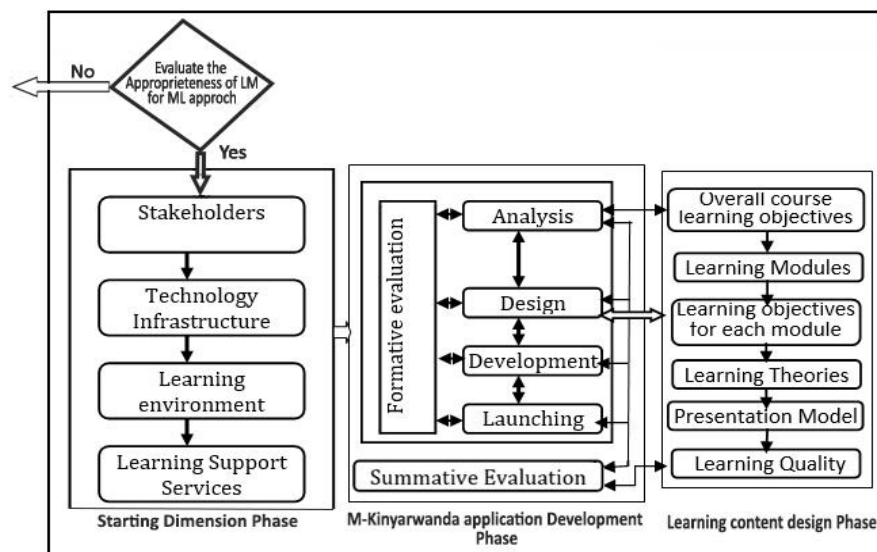 Evaluate the
Approprieteness of LM
for ML approch
No
Yes
Stakeholders
Technology
Infrastructure
Learning
environment
Learning Support
Services
Starting Dimension Phase
Formative evaluation
Analysis
Design
Development
Launching
Summative Evaluation
M-Kinyarwanda application Development
Phase
Overall course
learning objectives
Learning Modules
Learning objectives
for each module
Learning Theories
Presentation Model
Learning Quality
Learning content design Phase